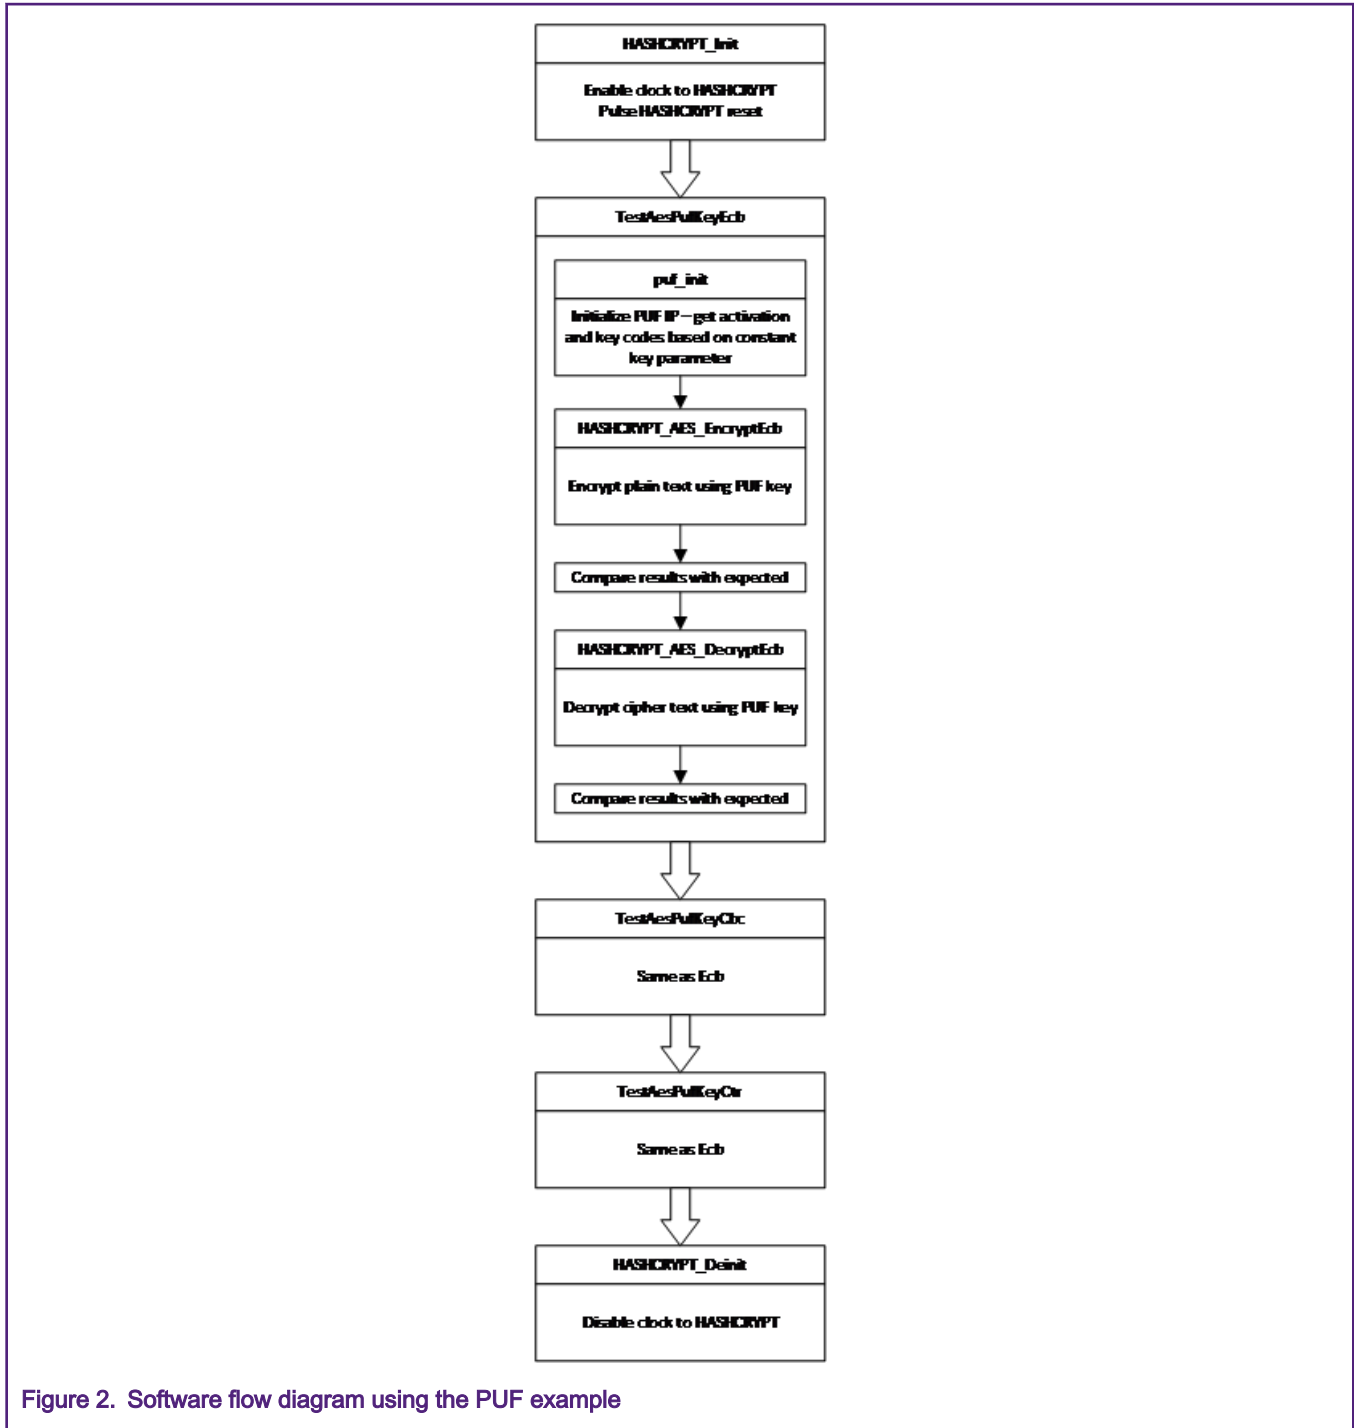 HASHCRYPT_Init
Enable clock to HASHCRYPT
Pulse HASHCRYPT reset
TestAesPufKeyEcb
puf_init
Initialize PUF IP – get activation
and key codes based on constant
key parameter
HASHCRYPT_AES_EncryptEcb
Encrypt plain text using PUF key
Compare results with expected
HASHCRYPT_AES_DecryptEcb
Decrypt cipher text using PUF key
Compare results with expected
TestAesPufKeyCbc
Same as Ecb
TestAesPufKeyCtr
Same as Ecb
HASHCRYPT_Deinit
Disable clock to HASHCRYPT
Figure 2. Software flow diagram using the PUF example